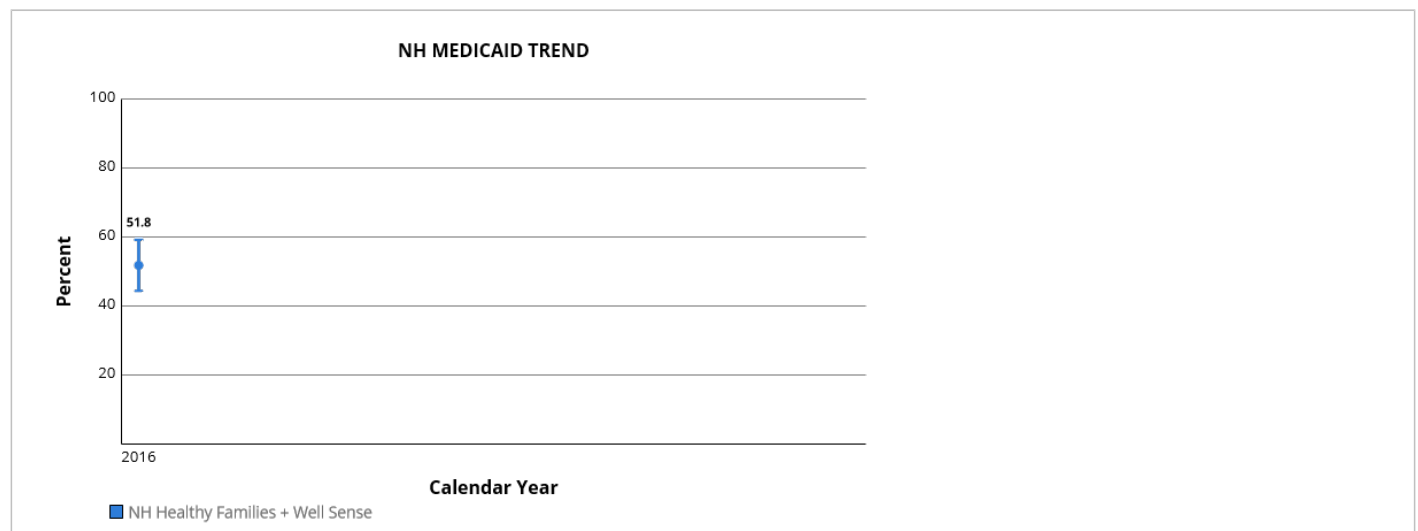 NH MEDICAID TREND
100
80
51.8
60
Percent
40
20
2016
Calendar Year
NH Healthy Families + Well Sense